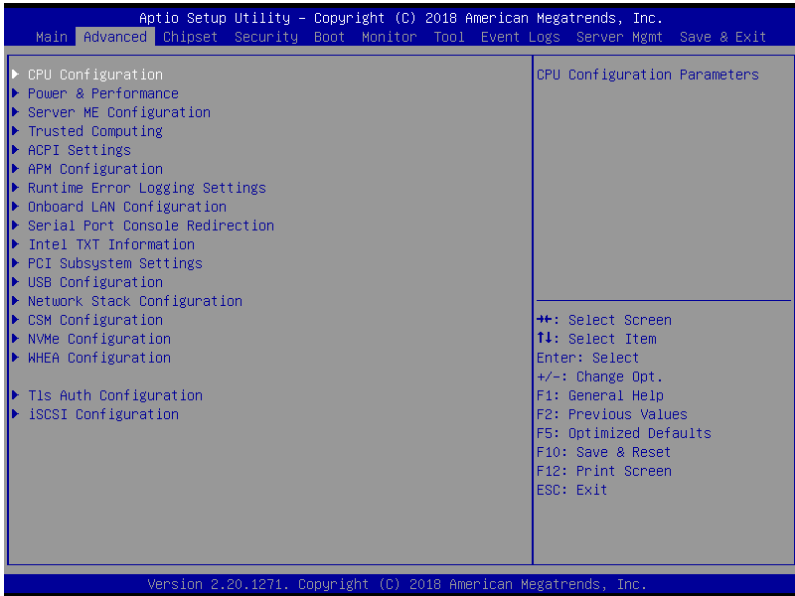 Aptio Setup Utility – Copyright (C) 2018 American Megatrends, Inc.
Main Advanced Chipset Security Boot Monitor Tool Event Logs Server Mgmt Save & Exit
CPU Configuration
Power & Performance
Server ME Configuration
Trusted Computing
ACPI Settings
APM Configuration
Runtime Error Logging Settings
Onboard LAN Configuration
Serial Port Console Redirection
Intel TXT Information
PCI Subsystem Settings
USB Configuration
Network Stack Configuration
CSM Configuration
NVMe Configuration
WHEA Configuration
Tls Auth Configuration
iSCSI Configuration
CPU Configuration Parameters
→←: Select Screen
↑↓: Select Item
Enter: Select
+/-: Change Opt.
F1: General Help
F2: Previous Values
F5: Optimized Defaults
F10: Save & Reset
F12: Print Screen
ESC: Exit
Version 2.20.1271. Copyright (C) 2018 American Megatrends, Inc.